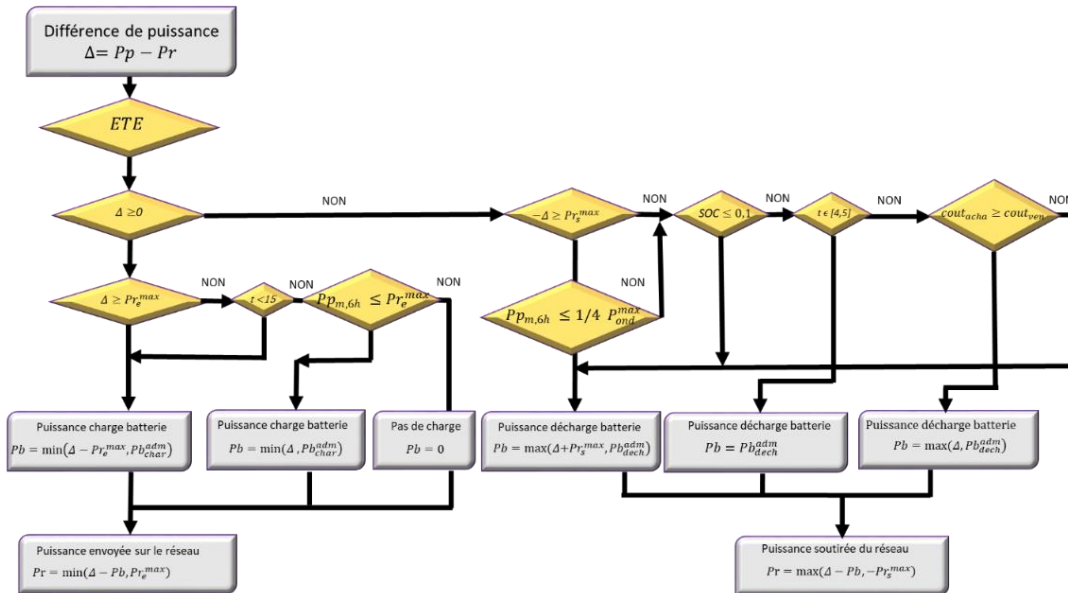 Différence de puissance
Δ= Pp − Pr
ETE
Δ ≥0
NON
−Δ ≥ Pr_s^max
NON
SOC ≤ 0,1
NON
t ϵ [4,5]
NON
cout_acha ≥ cout_ven
NON
Δ ≥ Pr_e^max
NON
t <15
NON
Pp_m,6h ≤ Pr_e^max
NON
Pp_m,6h ≤ 1/4 P_ond^max
Puissance charge batterie
Pb = min(Δ − Pr_e^max, Pb_char^adm)
Puissance charge batterie
Pb = min(Δ , Pb_char^adm)
Pas de charge
Pb = 0
Puissance décharge batterie
Pb = max(Δ+Pr_s^max, Pb_dech^adm)
Puissance décharge batterie
Pb = Pb_dech^adm
Puissance décharge batterie
Pb = max(Δ, Pb_dech^adm)
Puissance envoyée sur le réseau
Pr = min(Δ − Pb, Pr_e^max)
Puissance soutirée du réseau
Pr = max(Δ − Pb, −Pr_s^max)